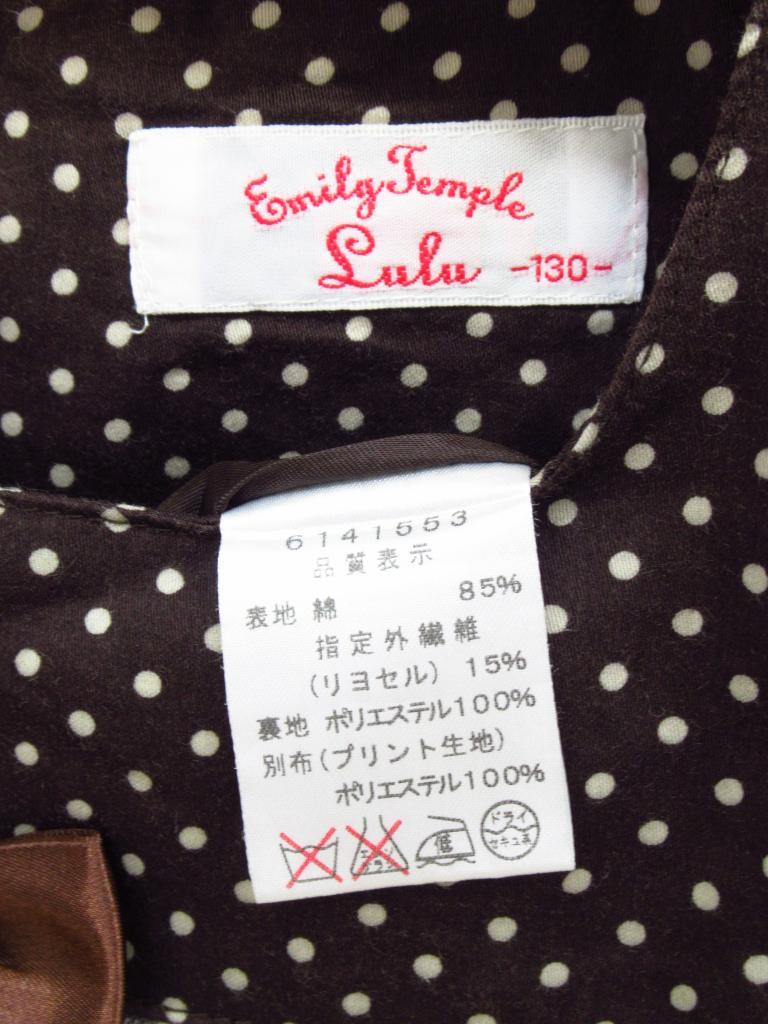 Emily Temple
Lulu -130-
6141553
品質表示
表地 綿 85%
指定外繊維
(リヨセル) 15%
裏地 ポリエステル100%
別布(プリント生地)
ポリエステル100%
低
ドライ
セキユ系